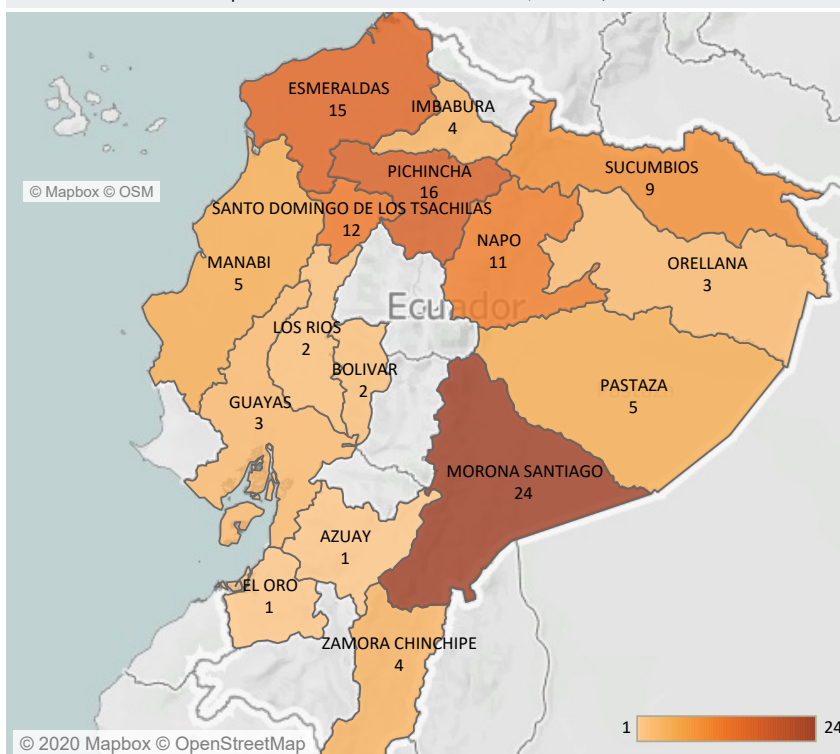 ESMERALDAS
15
IMBABURA
4
© Mapbox © OSM
PICHINCHA
16
SUCUMBIOS
9
SANTO DOMINGO DE LOS TSACHILAS
12
NAPO
11
MANABI
5
ORELLANA
3
Ecuador
LOS RIOS
2
BOLIVAR
2
GUAYAS
3
PASTAZA
5
MORONA SANTIAGO
24
AZUAY
1
EL ORO
1
ZAMORA CHINCHIPE
4
1 24
© 2020 Mapbox © OpenStreetMap